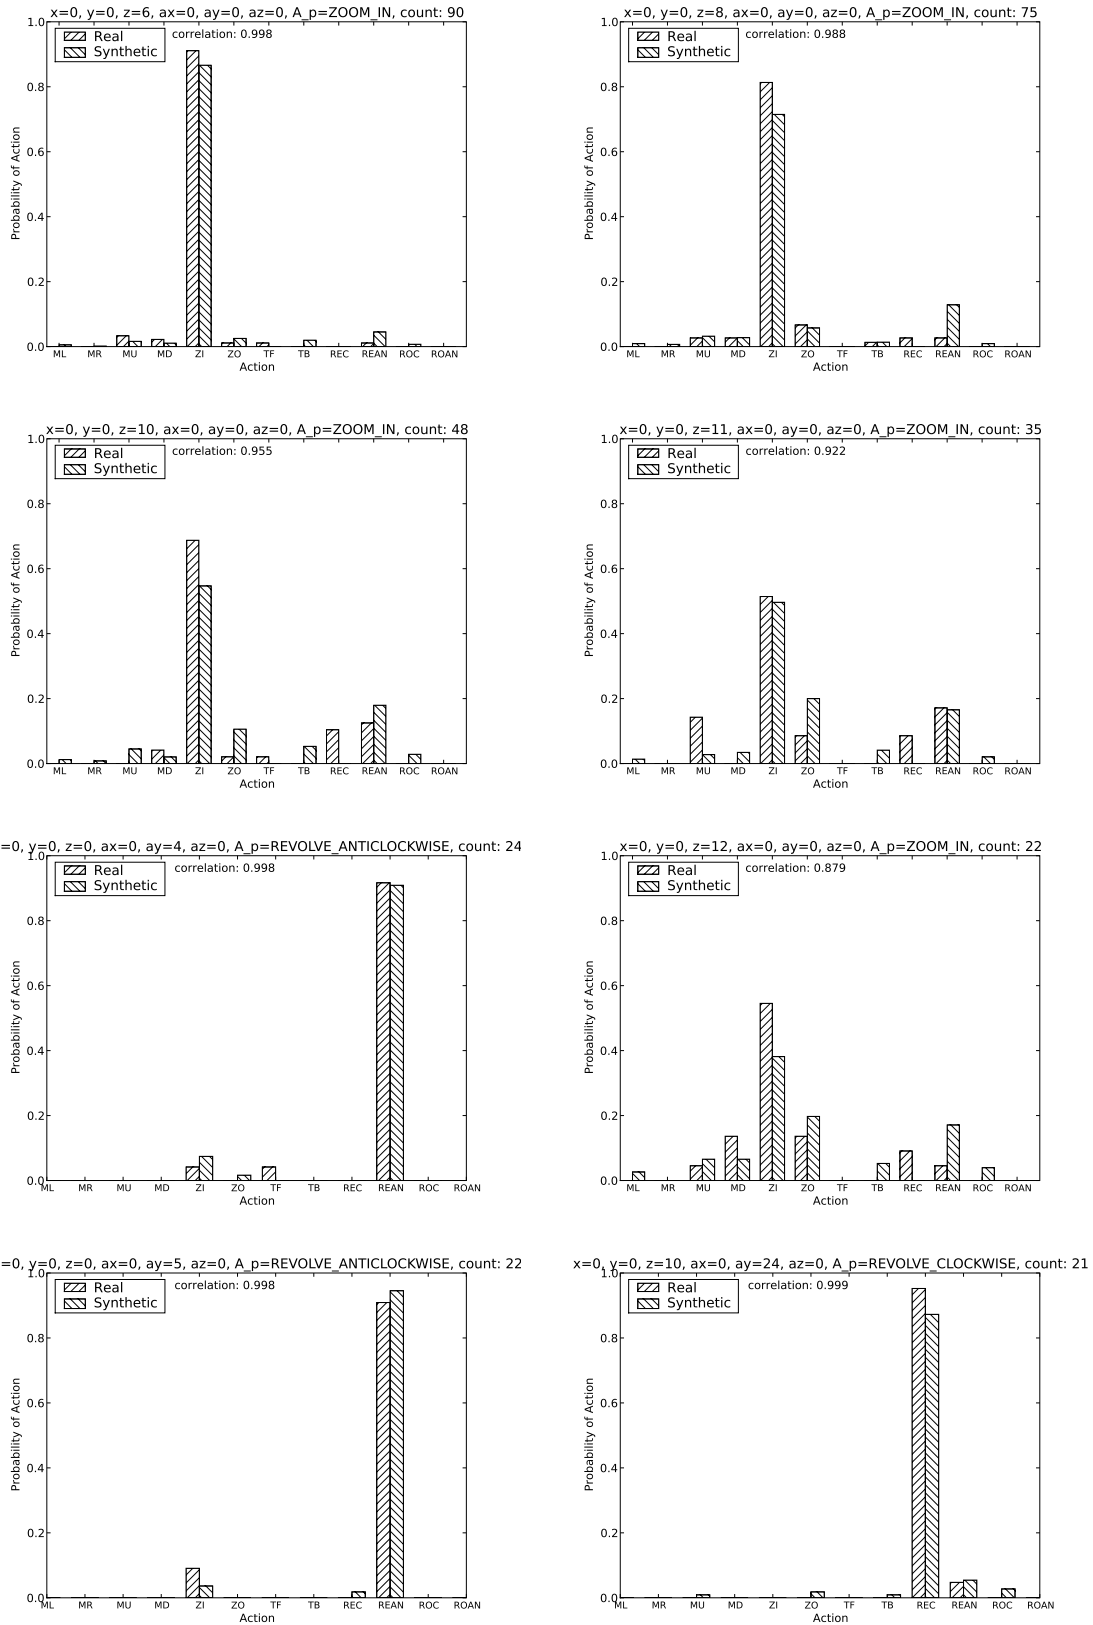 x=0, y=0, z=6, ax=0, ay=0, az=0, A_p=ZOOM_IN, count: 90
Real
Synthetic
correlation: 0.998
0.8
0.6
0.4
0.2
0.0
Probability of Action
ML MR MU MD ZI ZO TF TB REC REAN ROC ROAN
Action
x=0, y=0, z=8, ax=0, ay=0, az=0, A_p=ZOOM_IN, count: 75
Real
Synthetic
correlation: 0.988
0.8
0.6
0.4
0.2
0.0
Probability of Action
ML MR MU MD ZI ZO TF TB REC REAN ROC ROAN
Action
x=0, y=0, z=10, ax=0, ay=0, az=0, A_p=ZOOM_IN, count: 48
Real
Synthetic
correlation: 0.955
1.0
0.8
0.6
0.4
0.2
0.0
Probability of Action
ML MR MU MD ZI ZO TF TB REC REAN ROC ROAN
Action
x=0, y=0, z=11, ax=0, ay=0, az=0, A_p=ZOOM_IN, count: 35
Real
Synthetic
correlation: 0.922
1.0
0.8
0.6
0.4
0.2
0.0
Probability of Action
ML MR MU MD ZI ZO TF TB REC REAN ROC ROAN
Action
=0, y=0, z=0, ax=0, ay=4, az=0, A_p=REVOLVE_ANTICLOCKWISE, count: 24
Real
Synthetic
correlation: 0.998
1.0
0.8
0.6
0.4
0.2
0.0
Probability of Action
ML MR MU MD ZI ZO TF TB REC REAN ROC ROAN
Action
x=0, y=0, z=12, ax=0, ay=0, az=0, A_p=ZOOM_IN, count: 22
Real
Synthetic
correlation: 0.879
1.0
0.8
0.6
0.4
0.2
0.0
Probability of Action
ML MR MU MD ZI ZO TF TB REC REAN ROC ROAN
Action
=0, y=0, z=0, ax=0, ay=5, az=0, A_p=REVOLVE_ANTICLOCKWISE, count: 22
Real
Synthetic
correlation: 0.998
1.0
0.8
0.6
0.4
0.2
0.0
Probability of Action
ML MR MU MD ZI ZO TF TB REC REAN ROC ROAN
Action
x=0, y=0, z=10, ax=0, ay=24, az=0, A_p=REVOLVE_CLOCKWISE, count: 21
Real
Synthetic
correlation: 0.999
1.0
0.8
0.6
0.4
0.2
0.0
Probability of Action
ML MR MU MD ZI ZO TF TB REC REAN ROC ROAN
Action